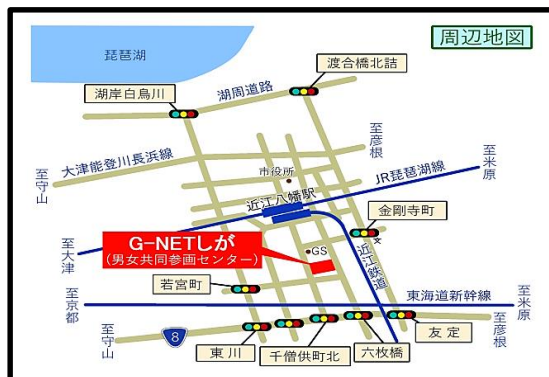 周辺地図
琵琶湖
渡合橋北詰
湖岸白鳥川
湖周道路
至彦根
至守山
大津能登川長浜線
市役所
至米原
JR琵琶湖線
近江八幡駅
金剛寺町
G-NETしが
(男女共同参画センター)
GS
近江鉄道
至大津
若宮町
至京都
東海道新幹線
至米原
至守山
8
東川
千僧供町北
六枚橋
友定
至彦根